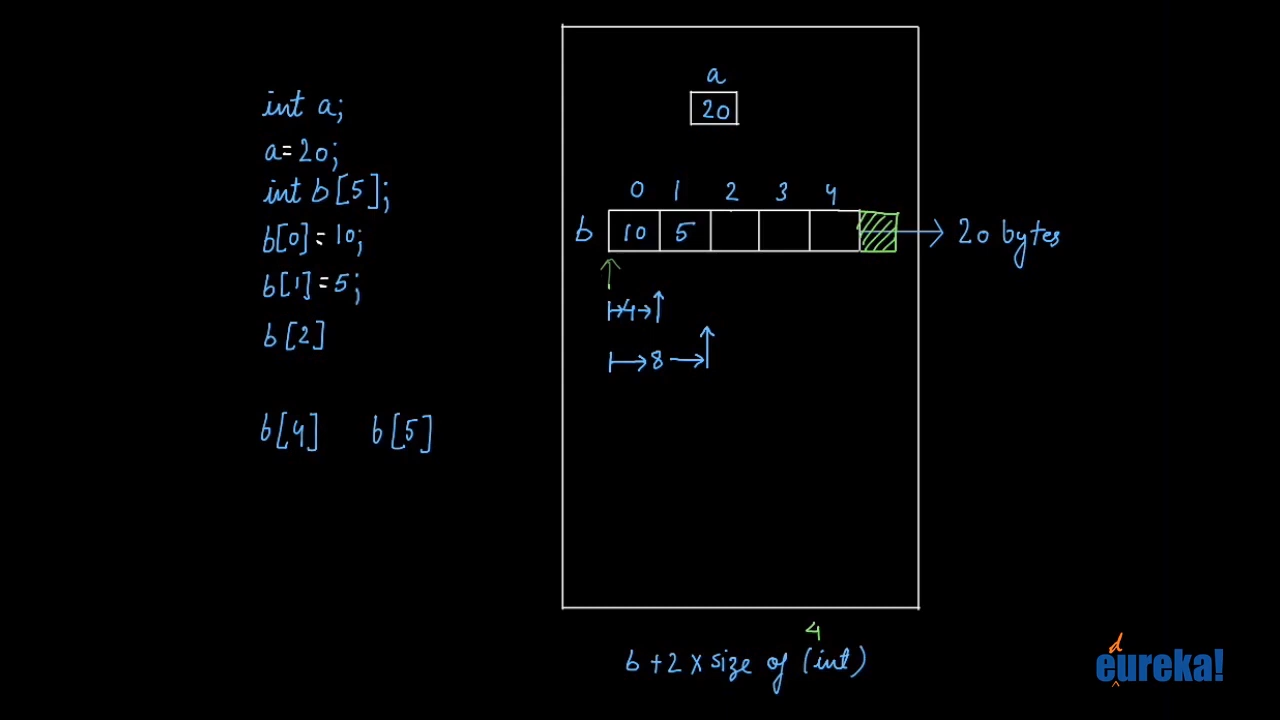 int a;
a=20;
int b[5];
b[0]=10;
b[1]=5;
b[2]
b[4] b[5]
a
20
0 1 2 3 4
b 10 5 → 20 bytes
4
8
4
b+2 x size of (int)
d
eureka!
^